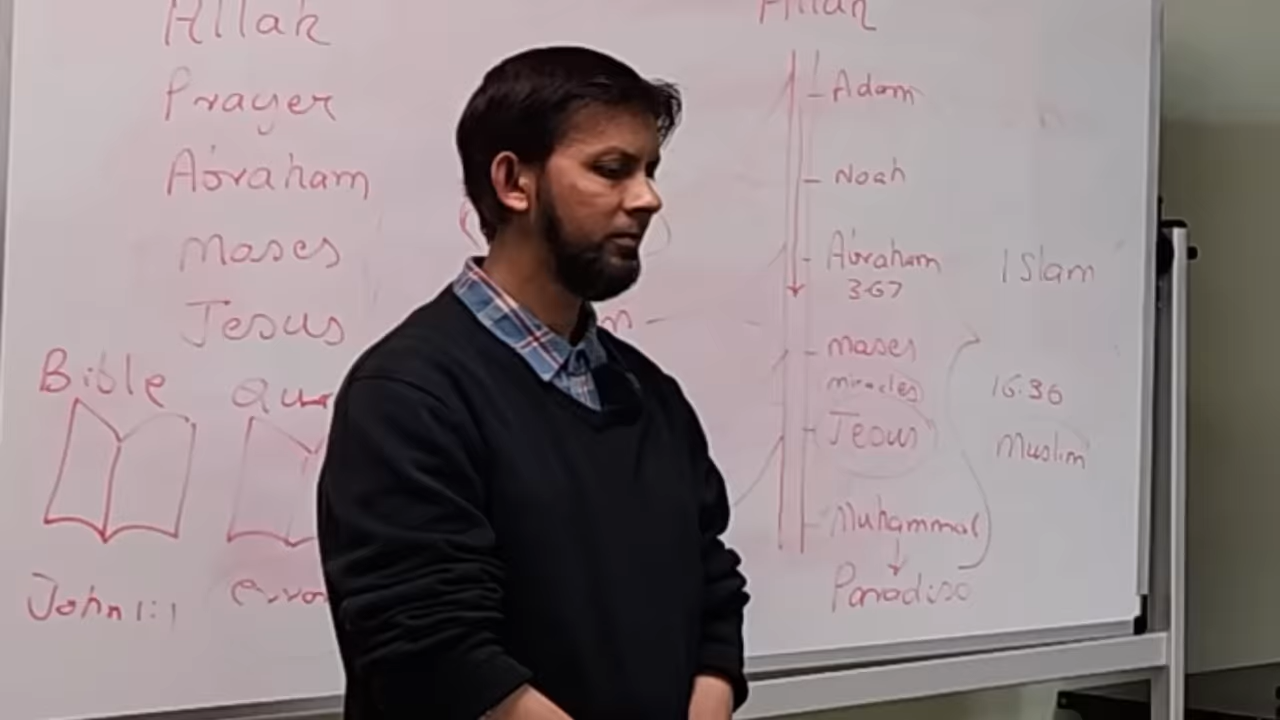 Allah
Prayer
Abraham
Moses
Jesus
Bible
John 1:1
Allah
Adam
Noah
Abraham
3-67
moses
miracles
Jesus
Muhammad
Paradise
Islam
16.36
Muslim